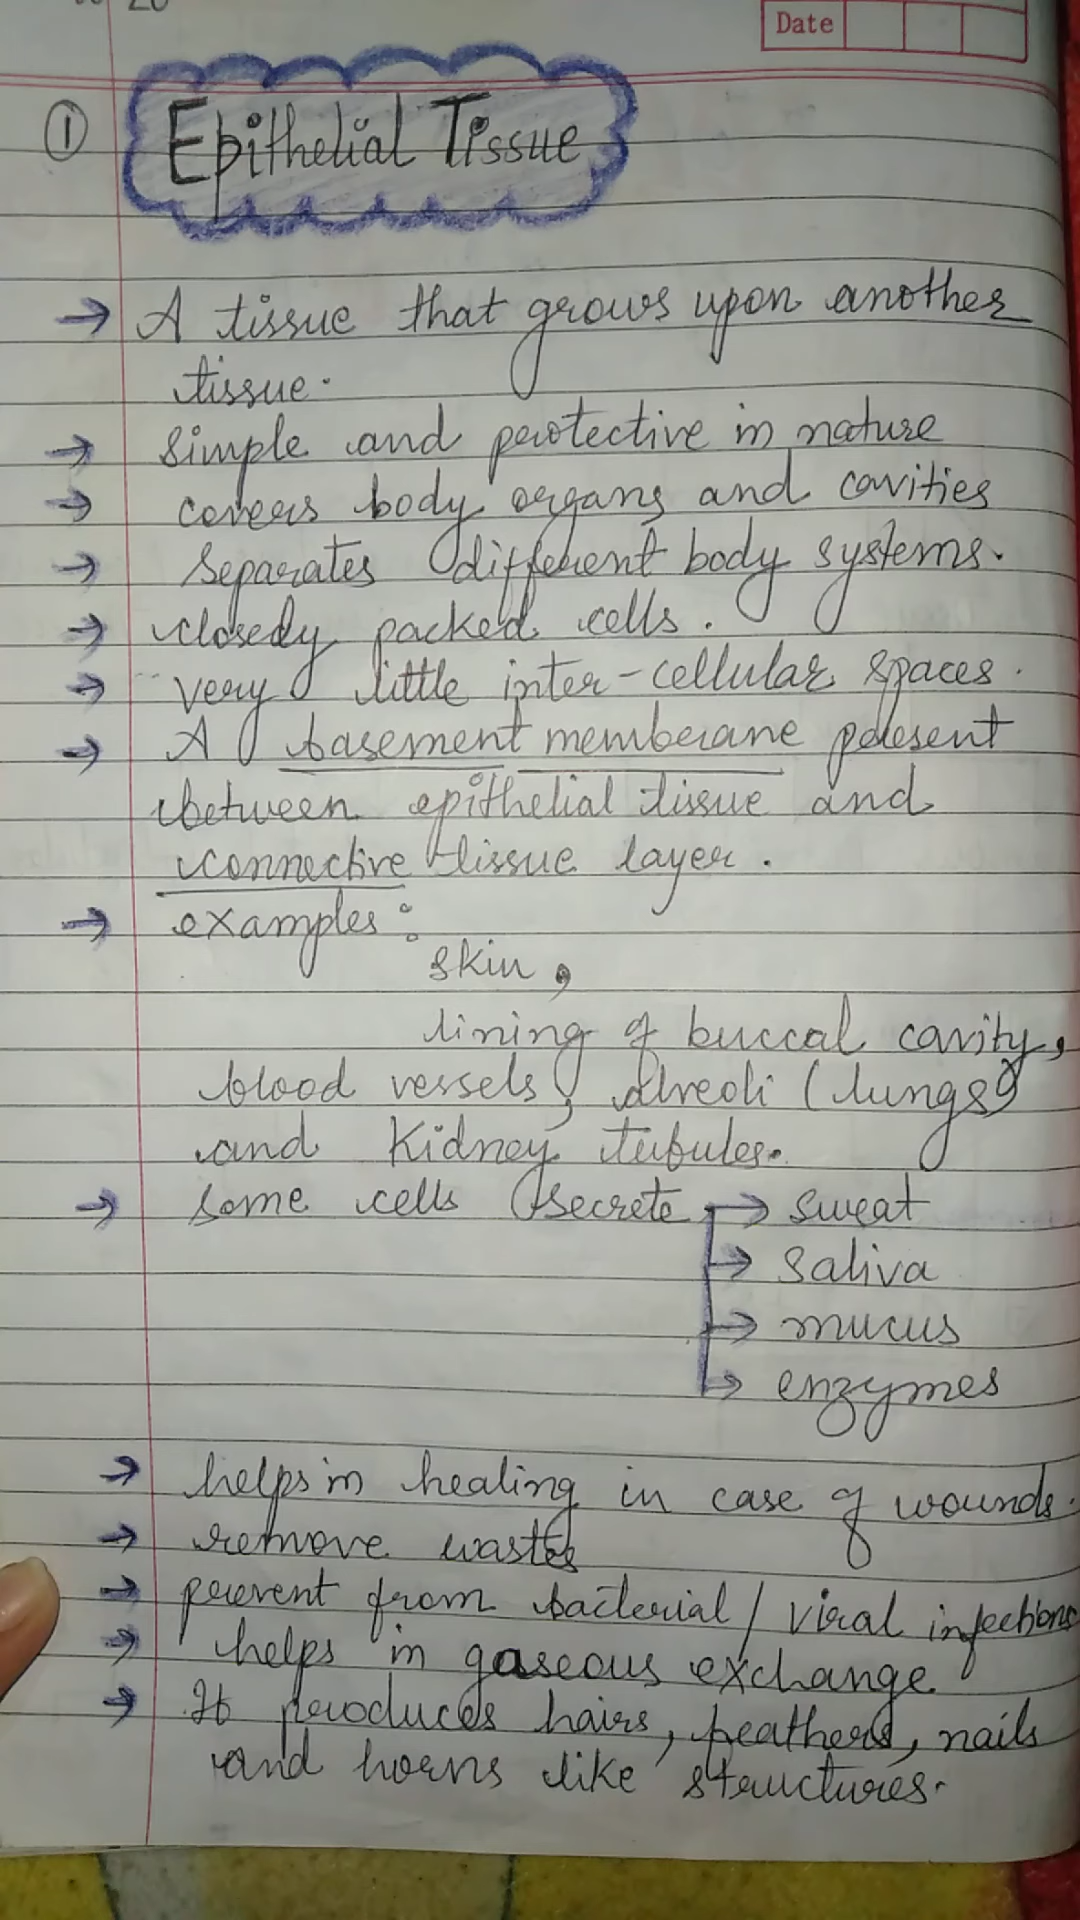 Date
① Epithelial Tissue
→ A tissue that grows upon another
tissue.
→ simple and protective in nature
→ covers body organs and cavities
→ separates different body systems.
→ closedly packed cells.
→ very little inter-cellular spaces.
→ A basement membrane present
between epithelial tissue and
connective tissue layer.
→ examples:
skin,
lining of buccal cavity,
blood vessels, alveoli (lungs)
and Kidney tubules.
→ some cells secrete → sweat
→ saliva
→ mucus
→ enzymes
→ helps in healing in case of wounds.
→ remove wastes
→ prevent from bacterial / viral infections
→ helps in gaseous exchange
→ It produces hairs, feathers, nails
and horns like structures.